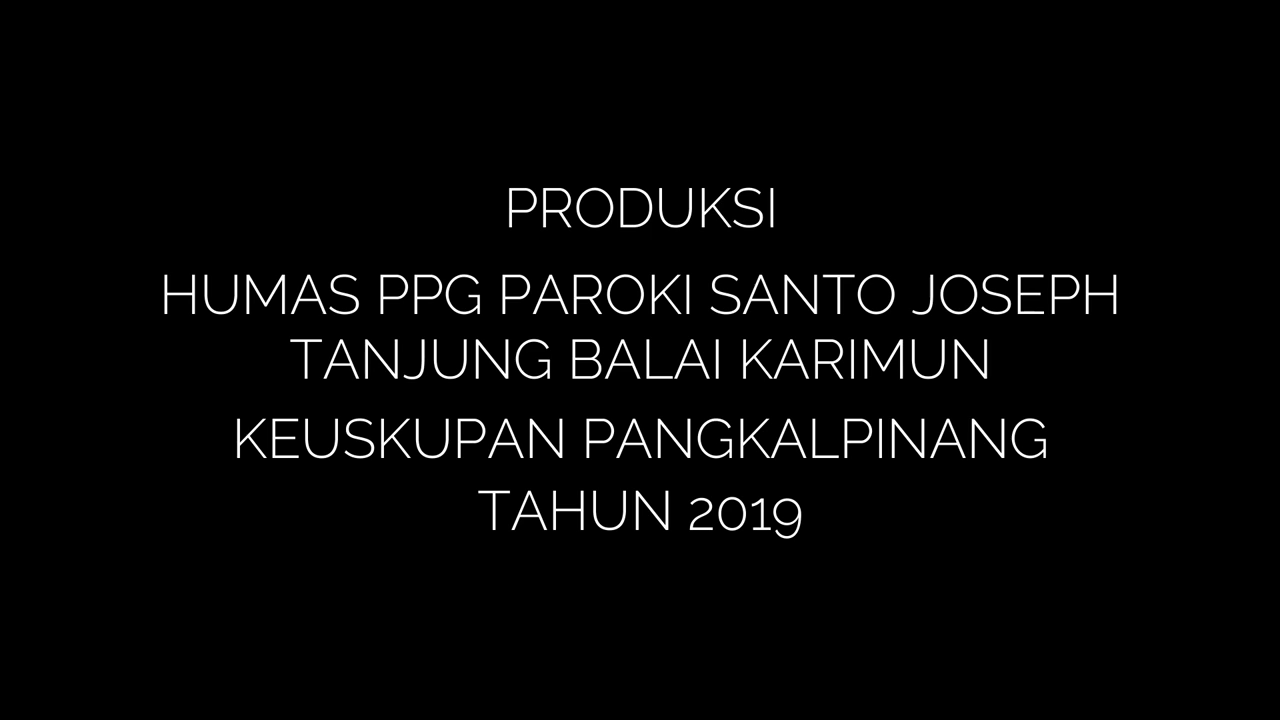 PRODUKSI
HUMAS PPG PAROKI SANTO JOSEPH
TANJUNG BALAI KARIMUN
KEUSKUPAN PANGKALPINANG
TAHUN 2019